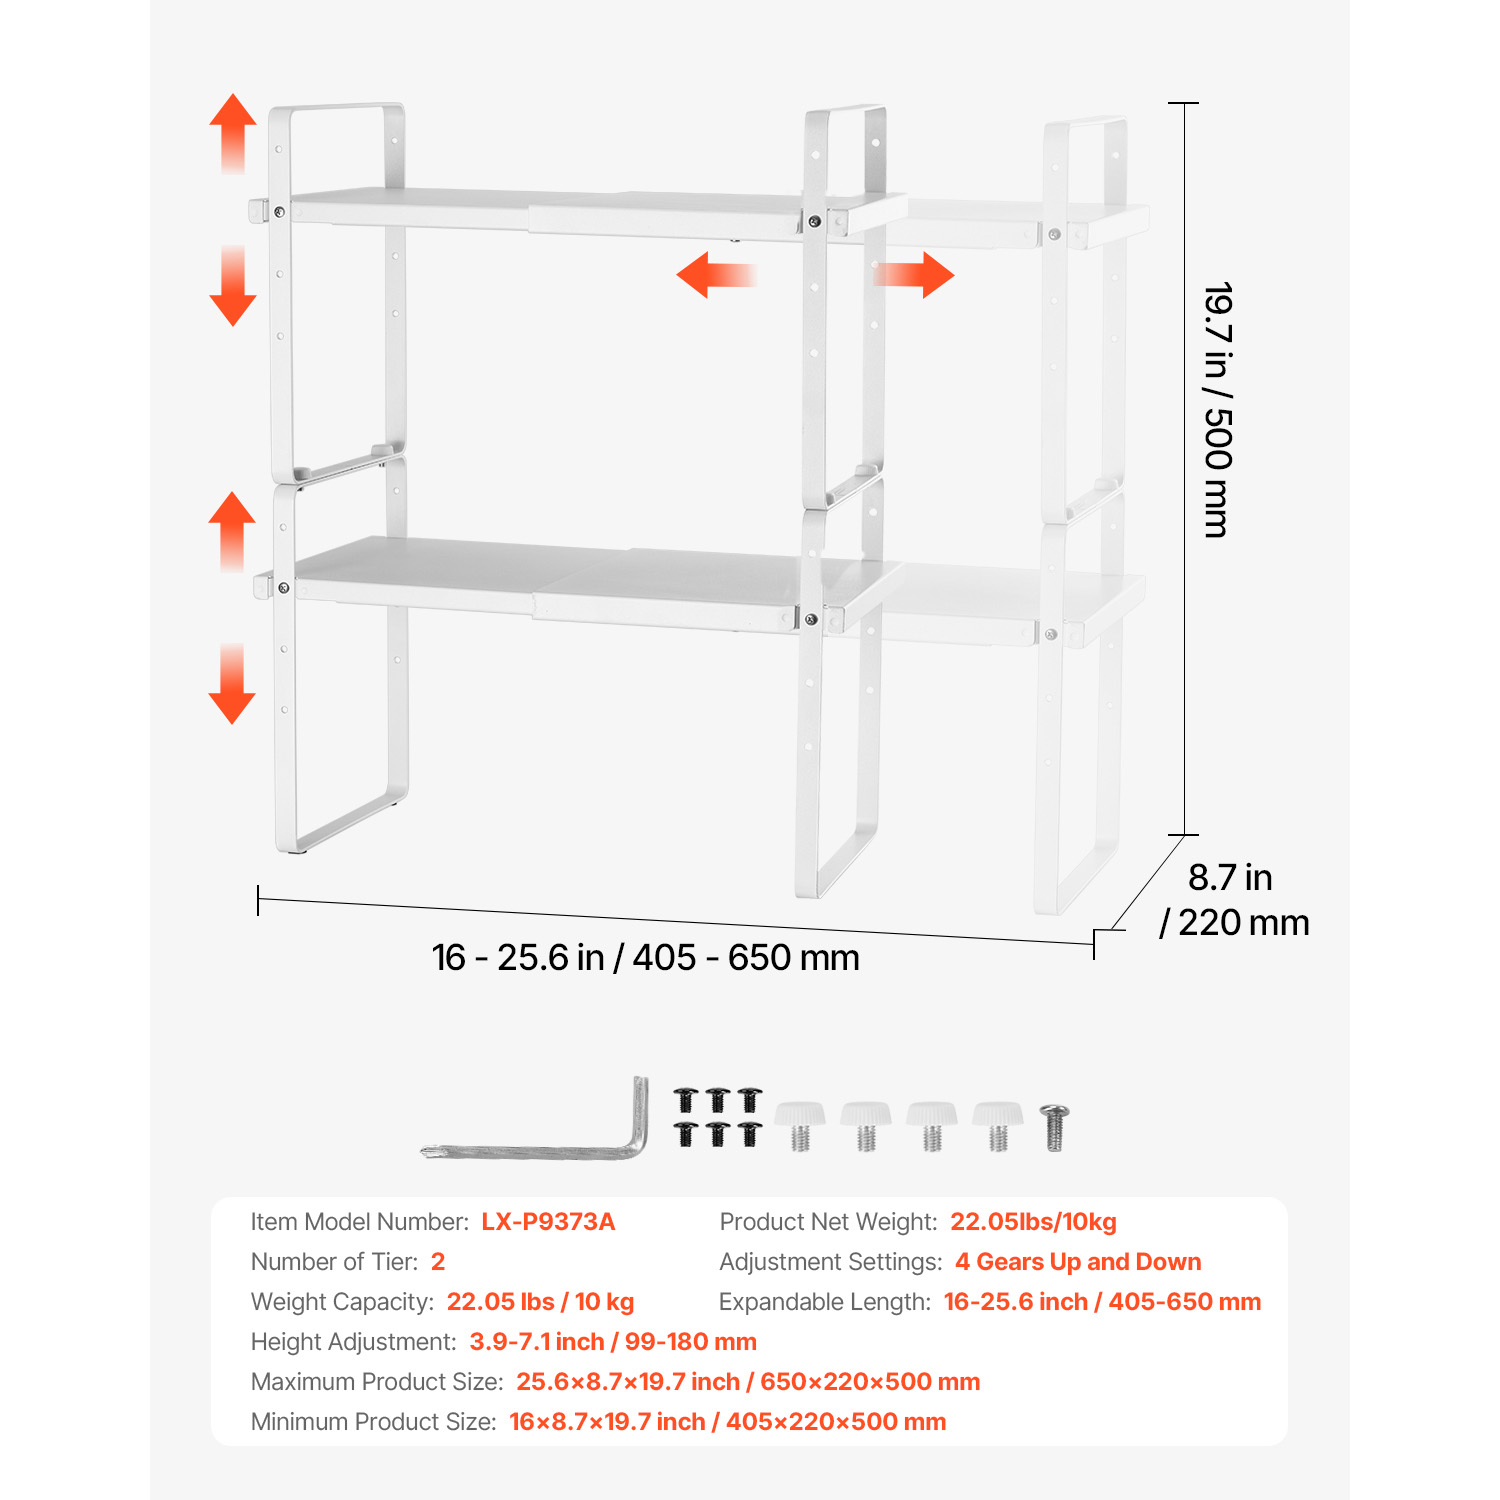 19.7 in / 500 mm
8.7 in
/ 220 mm
16 - 25.6 in / 405 - 650 mm
Item Model Number: LX-P9373A
Product Net Weight: 22.05lbs/10kg
Number of Tier: 2
Adjustment Settings: 4 Gears Up and Down
Weight Capacity: 22.05 lbs / 10 kg
Expandable Length: 16-25.6 inch / 405-650 mm
Height Adjustment: 3.9-7.1 inch / 99-180 mm
Maximum Product Size: 25.6×8.7×19.7 inch / 650×220×500 mm
Minimum Product Size: 16×8.7×19.7 inch / 405×220×500 mm